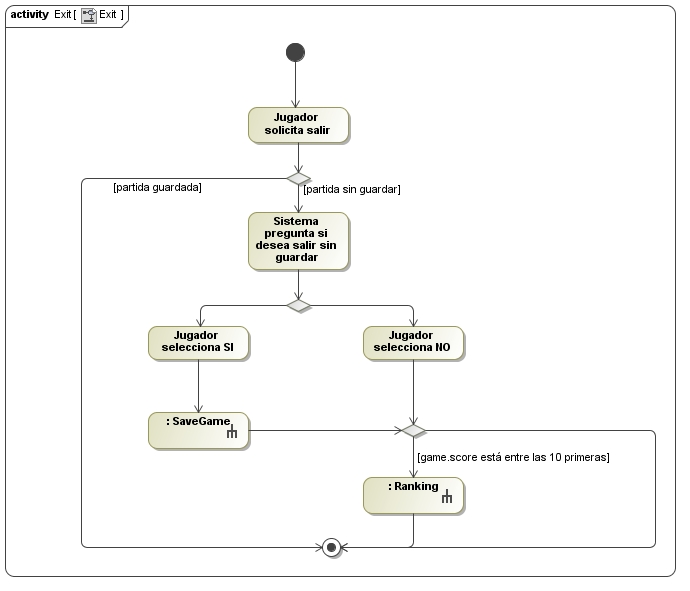 activity Exit [ Exit ]
Jugador
solicita salir
[partida guardada]
[partida sin guardar]
Sistema
pregunta si
desea salir sin
guardar
Jugador
selecciona SI
Jugador
selecciona NO
: SaveGame
[game.score está entre las 10 primeras]
: Ranking